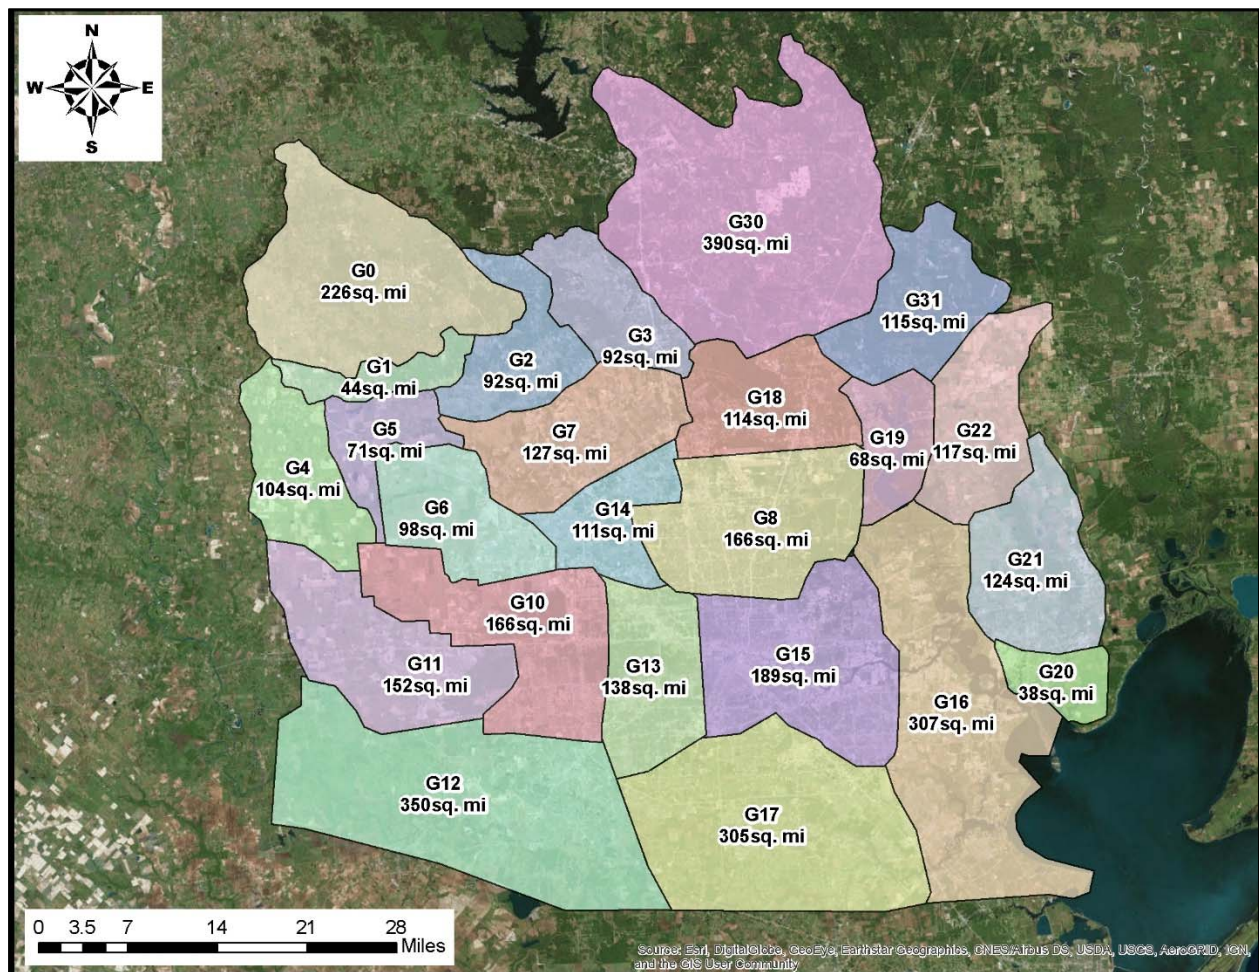 N
W E
S
G30
390sq. mi
G0
226sq. mi
G31
115sq. mi
G3
92sq. mi
G2
92sq. mi
G1
44sq. mi
G18
114sq. mi
G5
71sq. mi
G7
127sq. mi
G19
68sq. mi
G22
117sq. mi
G4
104sq. mi
G6
98sq. mi
G14
111sq. mi
G8
166sq. mi
G21
124sq. mi
G10
166sq. mi
G11
152sq. mi
G13
138sq. mi
G15
189sq. mi
G20
38sq. mi
G16
307sq. mi
G12
350sq. mi
G17
305sq. mi
0 3.5 7 14 21 28
Miles
Source: Esri, DigitalGlobe, GeoEye, Earthstar Geographics, CNES/Airbus DS, USDA, USGS, AeroGRID, IGN,
and the GIS User Community